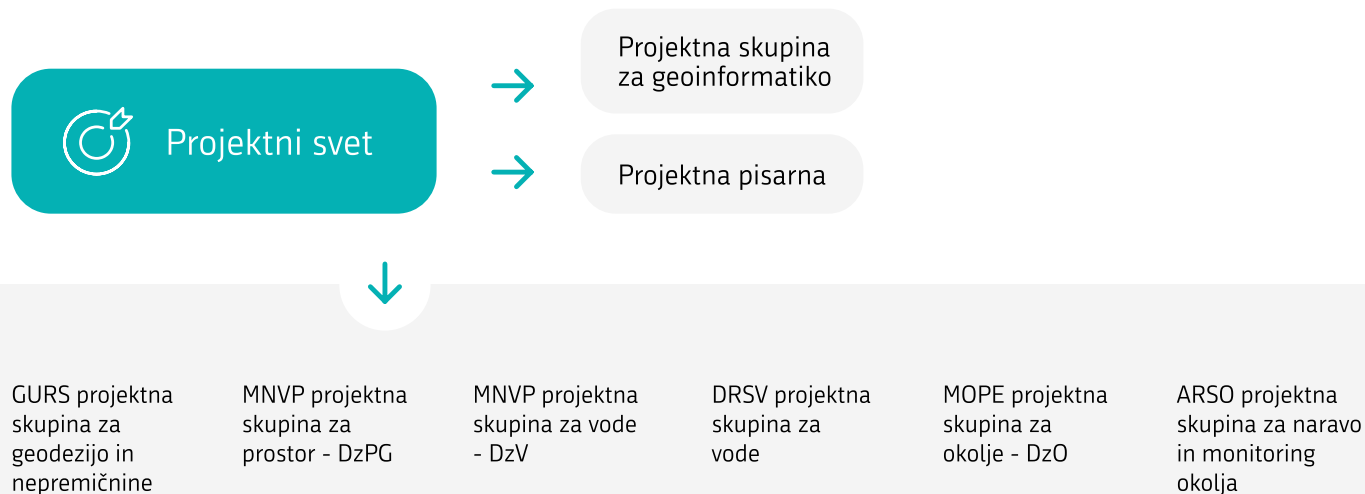 Projektna skupina
za geoinformatiko
Projektni svet
Projektna pisarna
GURS projektna
skupina za
geodezijo in
nepremičnine
MNVP projektna
skupina za
prostor - DzPG
MNVP projektna
skupina za vode
- DzV
DRSV projektna
skupina za
vode
MOPE projektna
skupina za
okolje - DzO
ARSO projektna
skupina za naravo
in monitoring
okolja